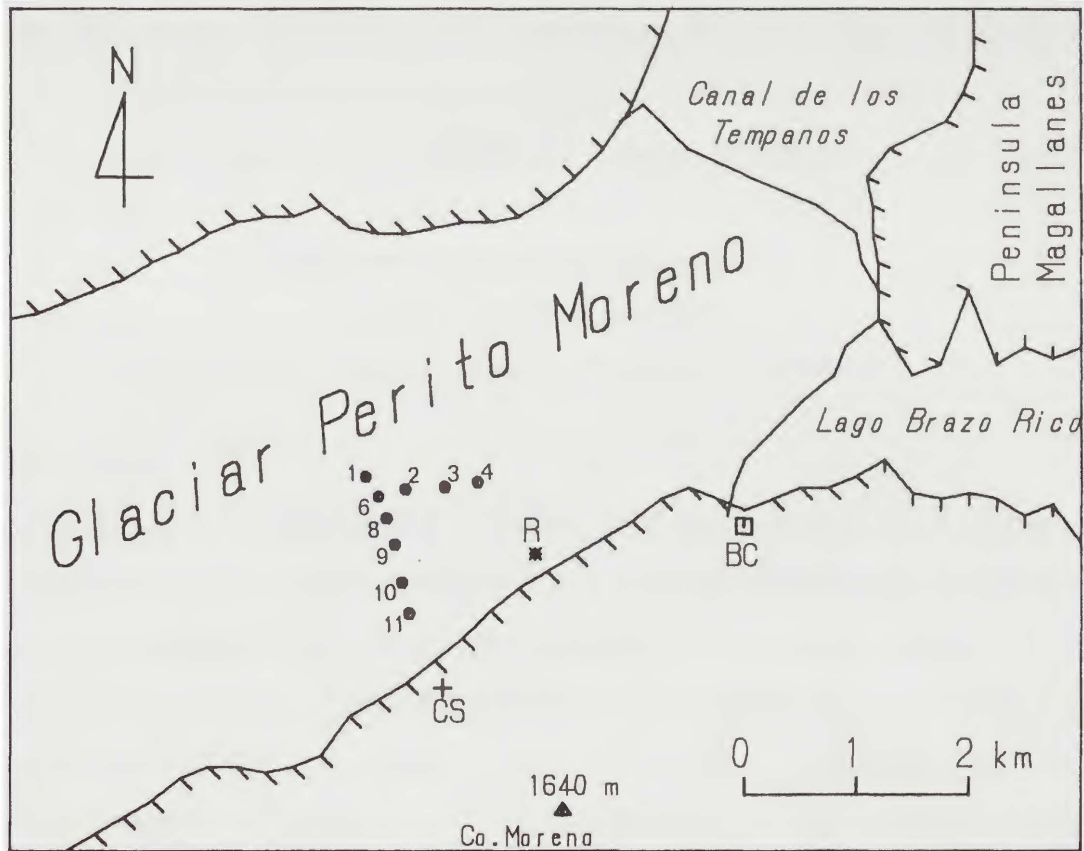 N
Canal de los
Tempanos
Peninsula
Magallanes
Glaciar Perito Moreno
Lago Brazo Rico
1
2
3
4
6
8
9
10
11
R
BC
CS
0 1 2 km
1640 m
Co. Moreno